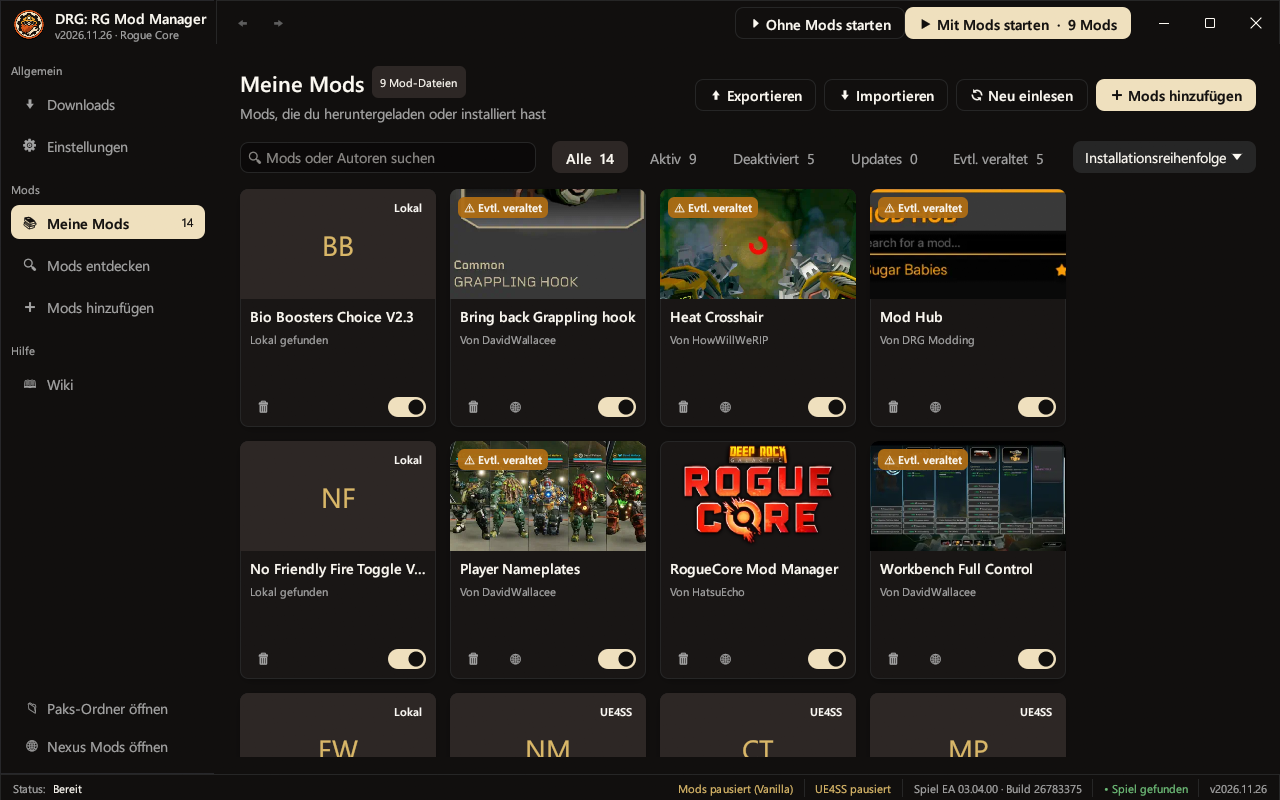 DRG: RG Mod Manager
v2026.11.26 · Rogue Core
Ohne Mods starten
Mit Mods starten · 9 Mods
Allgemein
Downloads
Einstellungen
Mods
Meine Mods 14
Mods entdecken
Mods hinzufügen
Hilfe
Wiki
Paks-Ordner öffnen
Nexus Mods öffnen
Meine Mods 9 Mod-Dateien
Mods, die du heruntergeladen oder installiert hast
Exportieren
Importieren
Neu einlesen
Mods hinzufügen
Mods oder Autoren suchen
Alle 14
Aktiv 9
Deaktiviert 5
Updates 0
Evtl. veraltet 5
Installationsreihenfolge
Lokal
BB
Bio Boosters Choice V2.3
Lokal gefunden
Evtl. veraltet
Common
GRAPPLING HOOK
Bring back Grappling hook
Von DavidWallacee
Evtl. veraltet
Heat Crosshair
Von HowWillWeRIP
Evtl. veraltet
MOD HUB
earch for a mod...
Sugar Babies
Mod Hub
Von DRG Modding
Lokal
NF
No Friendly Fire Toggle V...
Lokal gefunden
Evtl. veraltet
Player Nameplates
Von DavidWallacee
DEEP ROCK
GALACTIC
ROGUE
CORE
RogueCore Mod Manager
Von HatsuEcho
Evtl. veraltet
Workbench Full Control
Von DavidWallacee
Lokal
FW
UE4SS
NM
UE4SS
CT
UE4SS
MP
Status: Bereit
Mods pausiert (Vanilla)
UE4SS pausiert
Spiel EA 03.04.00 · Build 26783375
• Spiel gefunden
v2026.11.26